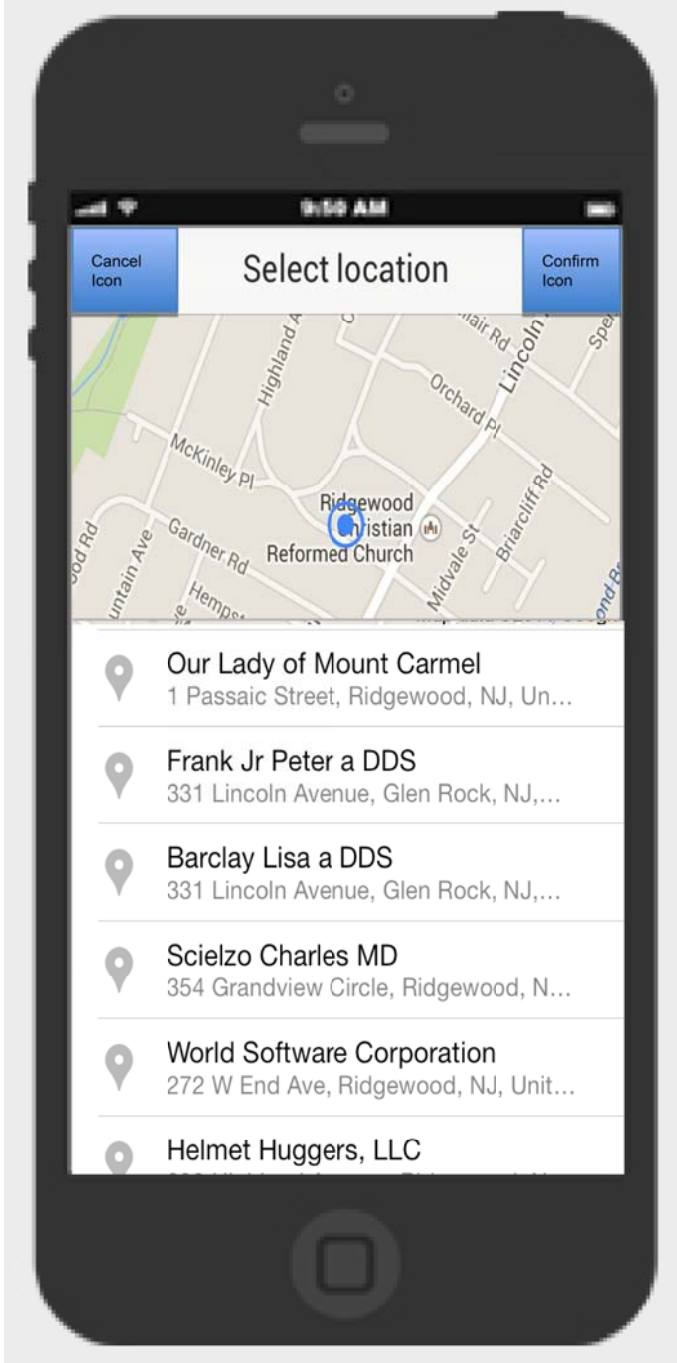 9:50 AM
Cancel
Icon
Select location
Confirm
Icon
Highland A
Lincoln
Spe
Orchard Pl
McKinley Pl
Ridgewood
Christian
Reformed Church
Gardner Rd
Midvale St
Briarcliff Rd
Our Lady of Mount Carmel
1 Passaic Street, Ridgewood, NJ, Un...
Frank Jr Peter a DDS
331 Lincoln Avenue, Glen Rock, NJ,...
Barclay Lisa a DDS
331 Lincoln Avenue, Glen Rock, NJ,...
Scielzo Charles MD
354 Grandview Circle, Ridgewood, N...
World Software Corporation
272 W End Ave, Ridgewood, NJ, Unit...
Helmet Huggers, LLC